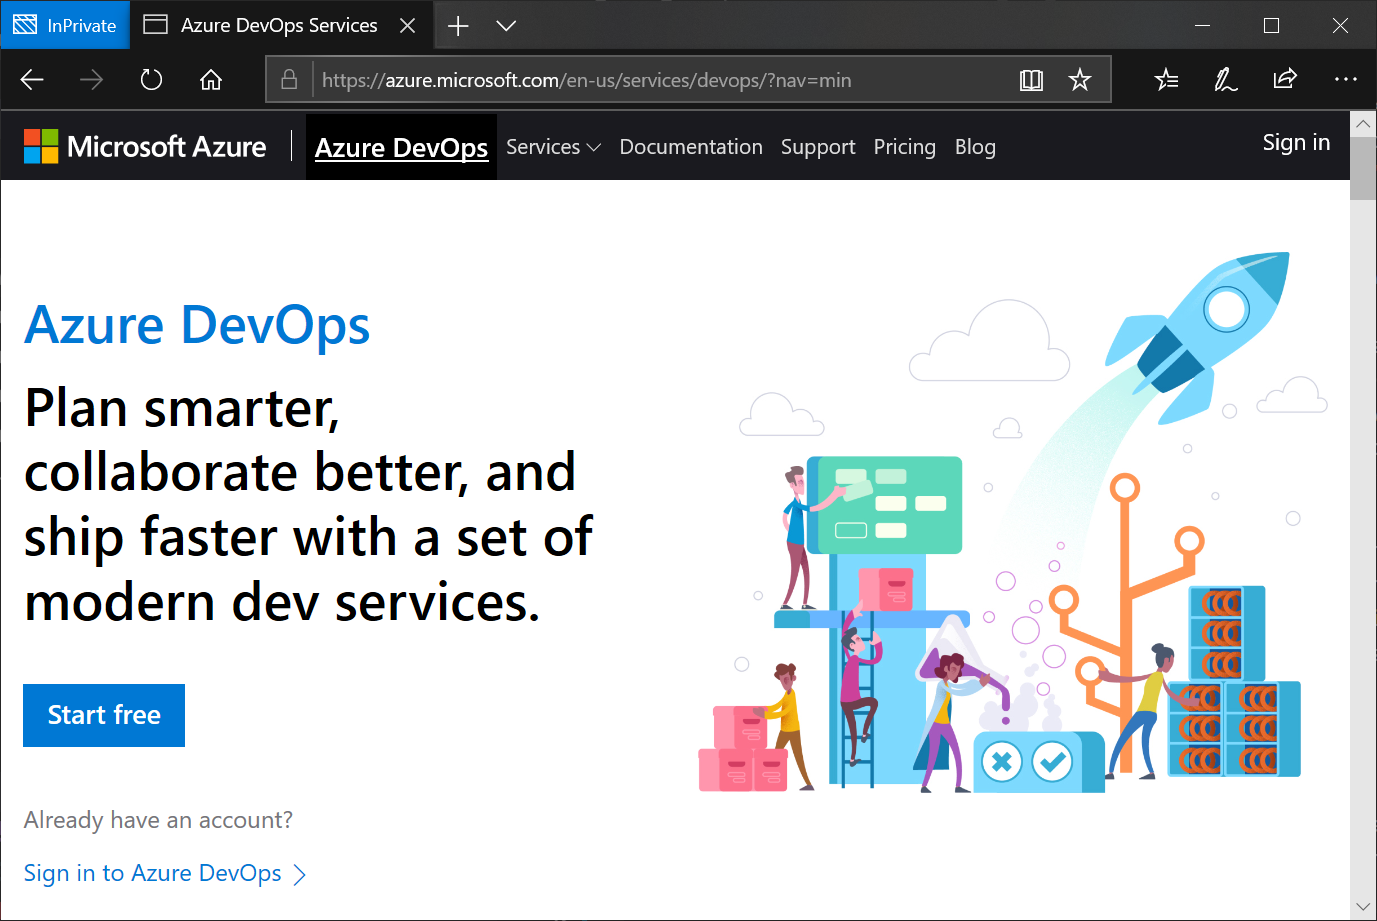 InPrivate
Azure DevOps Services
https://azure.microsoft.com/en-us/services/devops/?nav=min
Microsoft Azure
Azure DevOps
Services
Documentation
Support
Pricing
Blog
Sign in
Azure DevOps
Plan smarter,
collaborate better, and
ship faster with a set of
modern dev services.
Start free
Already have an account?
Sign in to Azure DevOps